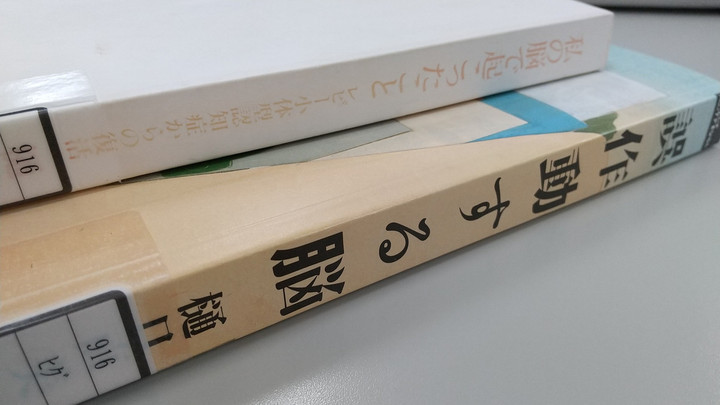 私の脳で起こったこと レビー小体型認知症からの復活
916
誤作動する脳
樋口
916
ヒグ